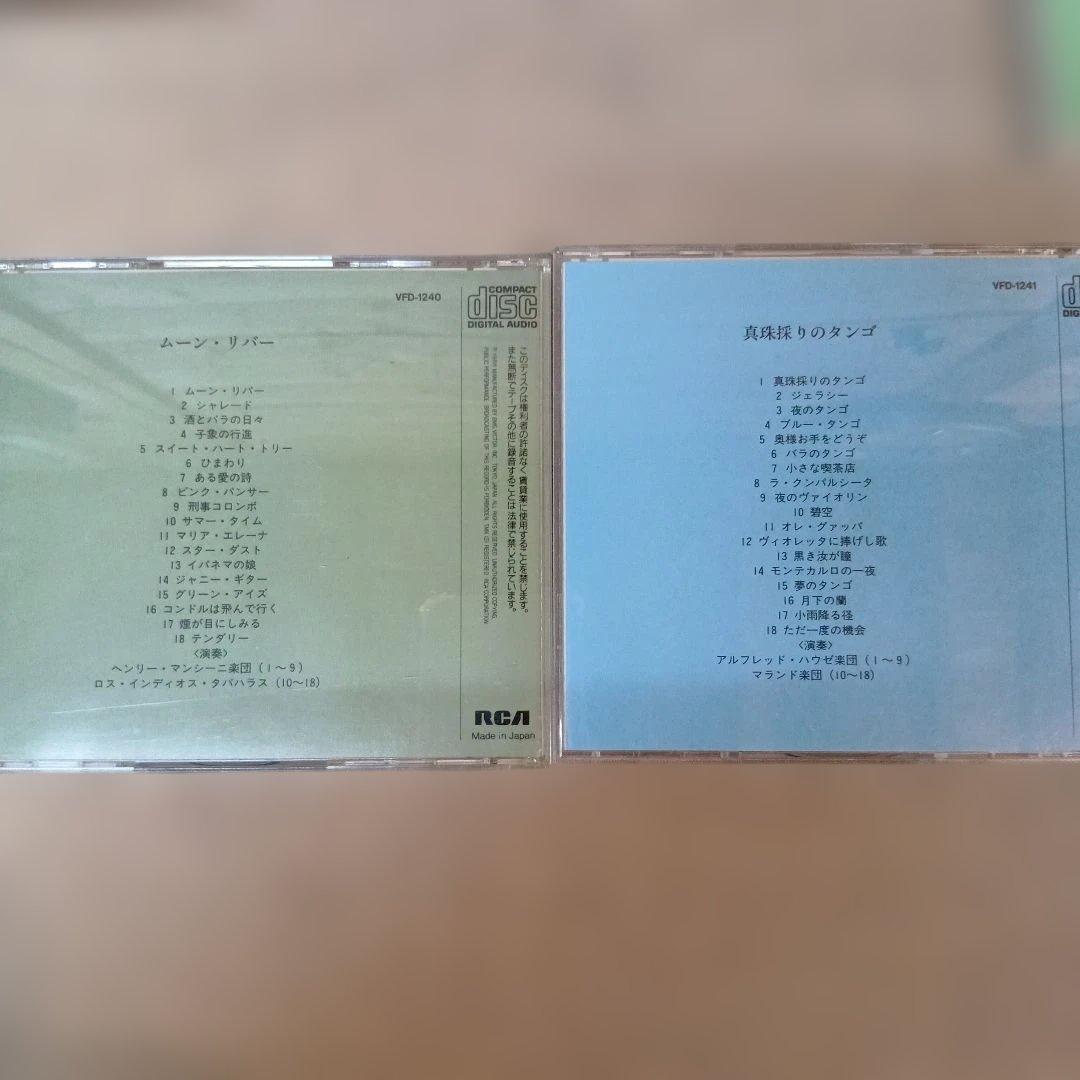 VFD-1240
COMPACT
disc
DIGITAL AUDIO
ムーン・リバー
1 ムーン・リバー
2 シャレード
3 酒とバラの日々
4 子象の行進
5 スイート・ハート・トリー
6 ひまわり
7 ある愛の詩
8 ピンク・パンサー
9 刑事コロンボ
10 サマー・タイム
11 マリア・エレーナ
12 スター・ダスト
13 イパネマの娘
14 ジャニー・ギター
15 グリーン・アイズ
16 コンドルは飛んで行く
17 煙が目にしみる
18 テンダリー
〈演奏〉
ヘンリー・マンシーニ楽団(1〜9)
ロス・インディオス・タバハラス(10〜18)
このディスクは権利者の許諾なく賃貸業に使用することを禁じます。
また無断でテープその他に録音することは法律で禁じられています。
RCA
Made in Japan
VFD-1241
真珠採りのタンゴ
1 真珠採りのタンゴ
2 ジェラシー
3 夜のタンゴ
4 ブルー・タンゴ
5 奥様お手をどうぞ
6 バラのタンゴ
7 小さな喫茶店
8 ラ・クンパルシータ
9 夜のヴァイオリン
10 碧空
11 オレ・グァッパ
12 ヴィオレッタに捧げし歌
13 黒き汝が瞳
14 モンテカルロの一夜
15 夢のタンゴ
16 月下の蘭
17 小雨降る径
18 ただ一度の機会
〈演奏〉
アルフレッド・ハウゼ楽団(1〜9)
マランド楽団(10〜18)